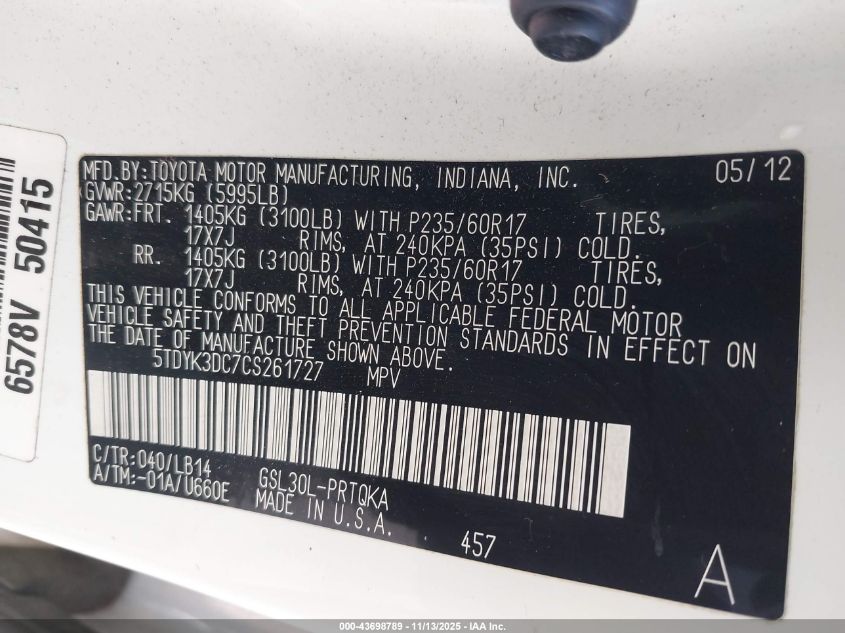 MFD.BY:TOYOTA MOTOR MANUFACTURING, INDIANA, INC. 05/12
GVWR:2715KG (5995LB)
GAWR:FRT. 1405KG (3100LB) WITH P235/60R17 TIRES,
17X7J RIMS, AT 240KPA (35PSI) COLD.
RR. 1405KG (3100LB) WITH P235/60R17 TIRES,
17X7J RIMS, AT 240KPA (35PSI) COLD.
THIS VEHICLE CONFORMS TO ALL APPLICABLE FEDERAL MOTOR
VEHICLE SAFETY AND THEFT PREVENTION STANDARDS IN EFFECT ON
THE DATE OF MANUFACTURE SHOWN ABOVE.
5TDYK3DC7CS261727 MPV
C/TR:040/LB14
A/TM:-01A/U660E
GSL30L-PRTQKA
MADE IN U.S.A.
457
A
6578V 50415
000-43698789 - 11/13/2025 - IAA Inc.